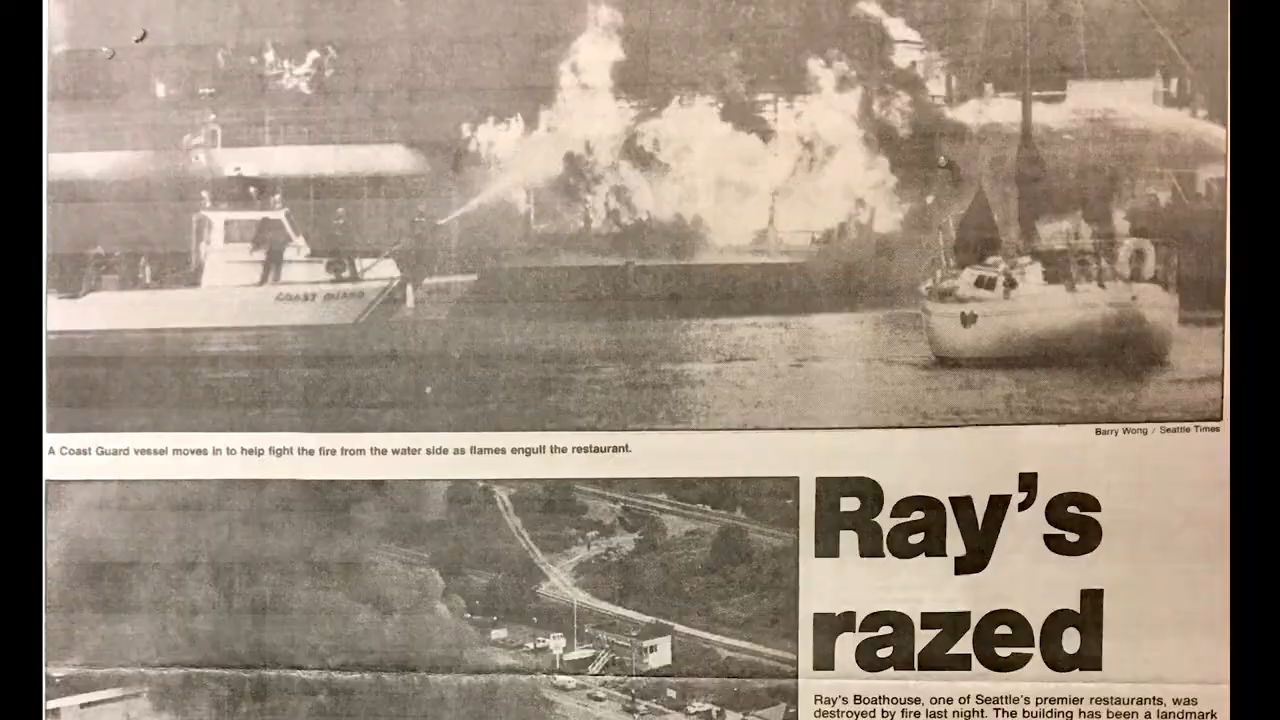 COAST GUARD
Barry Wong / Seattle Times
A Coast Guard vessel moves in to help fight the fire from the water side as flames engulf the restaurant.
Ray's
razed
Ray's Boathouse, one of Seattle's premier restaurants, was
destroyed by fire last night. The building has been a landmark